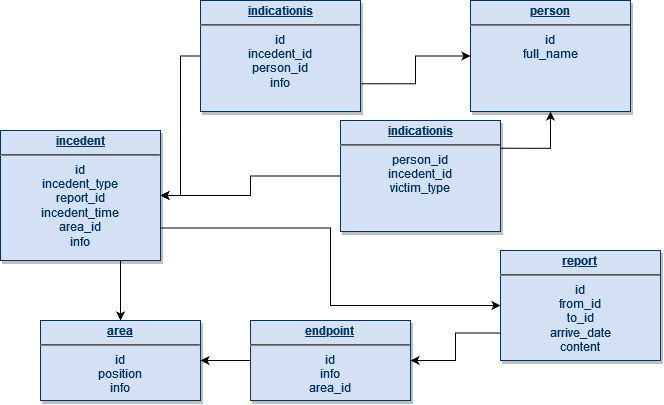 indicationis
id
incedent_id
person_id
info
person
id
full_name
indicationis
person_id
incedent_id
victim_type
incedent
id
incedent_type
report_id
incedent_time
area_id
info
report
id
from_id
to_id
arrive_date
content
area
id
position
info
endpoint
id
info
area_id